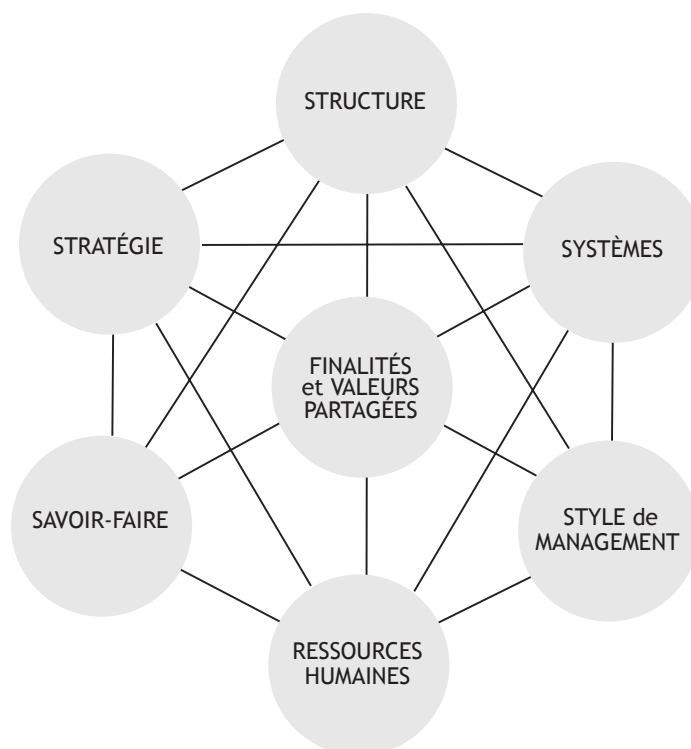 STRUCTURE
STRATÉGIE
SYSTÈMES
FINALITÉS
et VALEURS
PARTAGÉES
SAVOIR-FAIRE
STYLE de
MANAGEMENT
RESSOURCES
HUMAINES